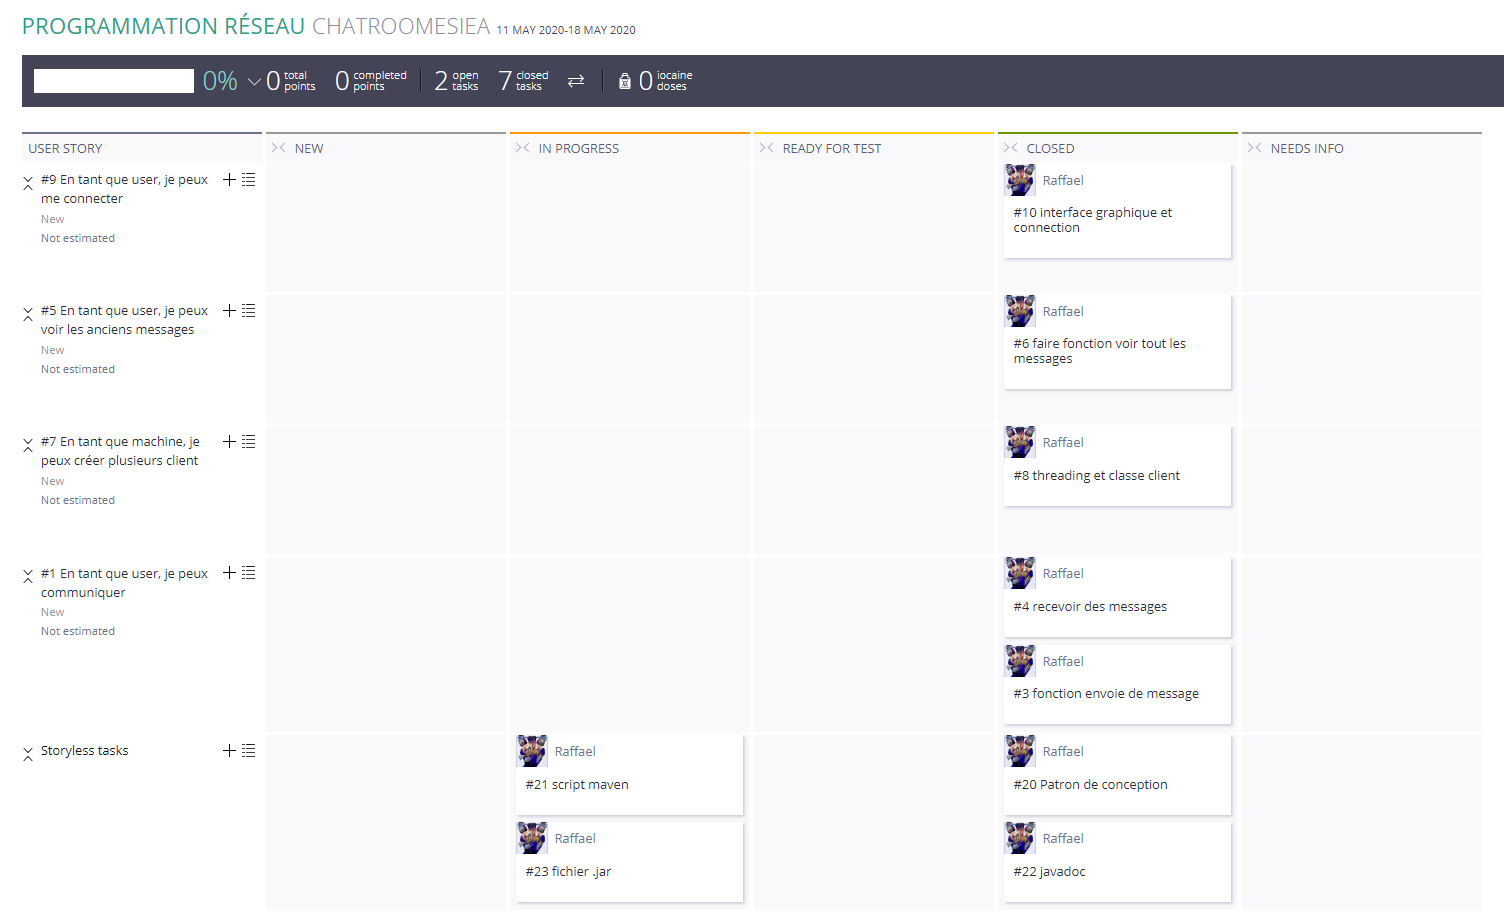 PROGRAMMATION RÉSEAU CHATROOMESIEA 11 MAY 2020-18 MAY 2020
0% 0 total points 0 completed points 2 open tasks 7 closed tasks 0 iocaine doses
USER STORY NEW IN PROGRESS READY FOR TEST CLOSED NEEDS INFO
#9 En tant que user, je peux
me connecter
New
Not estimated
Raffael
#10 interface graphique et
connection
#5 En tant que user, je peux
voir les anciens messages
New
Not estimated
Raffael
#6 faire fonction voir tout les
messages
#7 En tant que machine, je
peux créer plusieurs client
New
Not estimated
Raffael
#8 threading et classe client
#1 En tant que user, je peux
communiquer
New
Not estimated
Raffael
#4 recevoir des messages
Raffael
#3 fonction envoie de message
Storyless tasks
Raffael
#21 script maven
Raffael
#23 fichier .jar
Raffael
#20 Patron de conception
Raffael
#22 javadoc